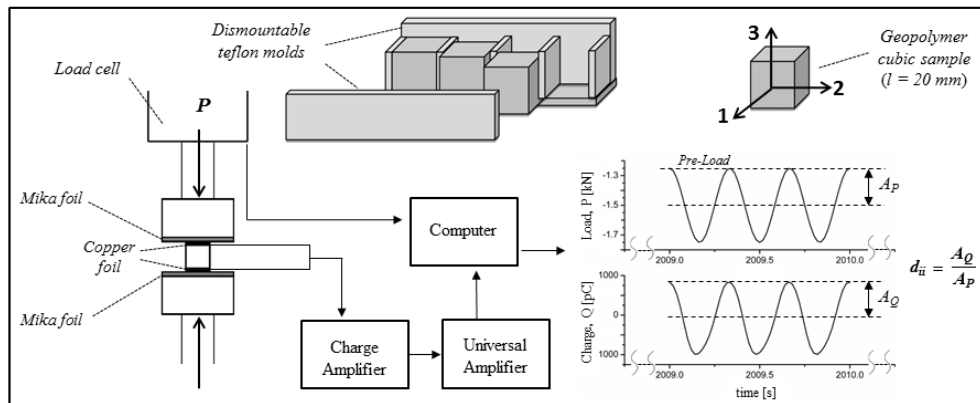 Dismountable
teflon molds
Load cell
P
Mika foil
Copper
foil
Mika foil
Computer
Charge
Amplifier
Universal
Amplifier
3
2
1
Geopolymer
cubic sample
(l = 20 mm)
Pre-Load
Load, P [kN]
-1.3
-1.5
-1.7
2009.0
2009.5
2010.0
A_P
Charge, Q [pC]
1000
0
1000
2009.0
2009.5
2010.0
time [s]
A_Q
d_ii = A_Q / A_P